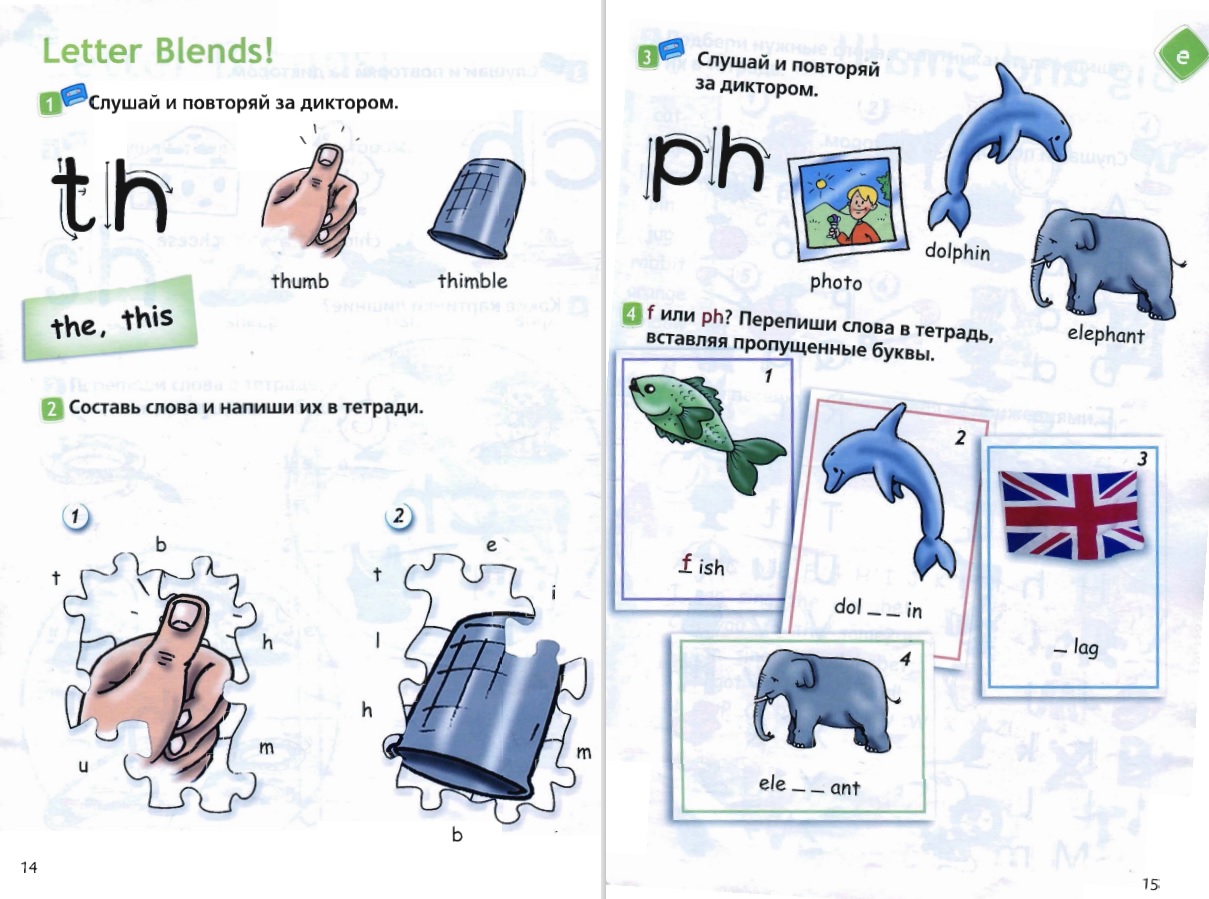 Letter Blends!
1 Слушай и повторяй за диктором.
th
thumb
thimble
the, this
2 Составь слова и напиши их в тетради.
1
b
t
h
m
u
2
e
t
i
l
h
m
b
14
e
3 Слушай и повторяй
за диктором.
ph
photo
dolphin
elephant
4 f или ph? Перепиши слова в тетрадь,
вставляя пропущенные буквы.
1
f ish
2
dol _ _ in
3
_ lag
4
ele _ _ ant
15